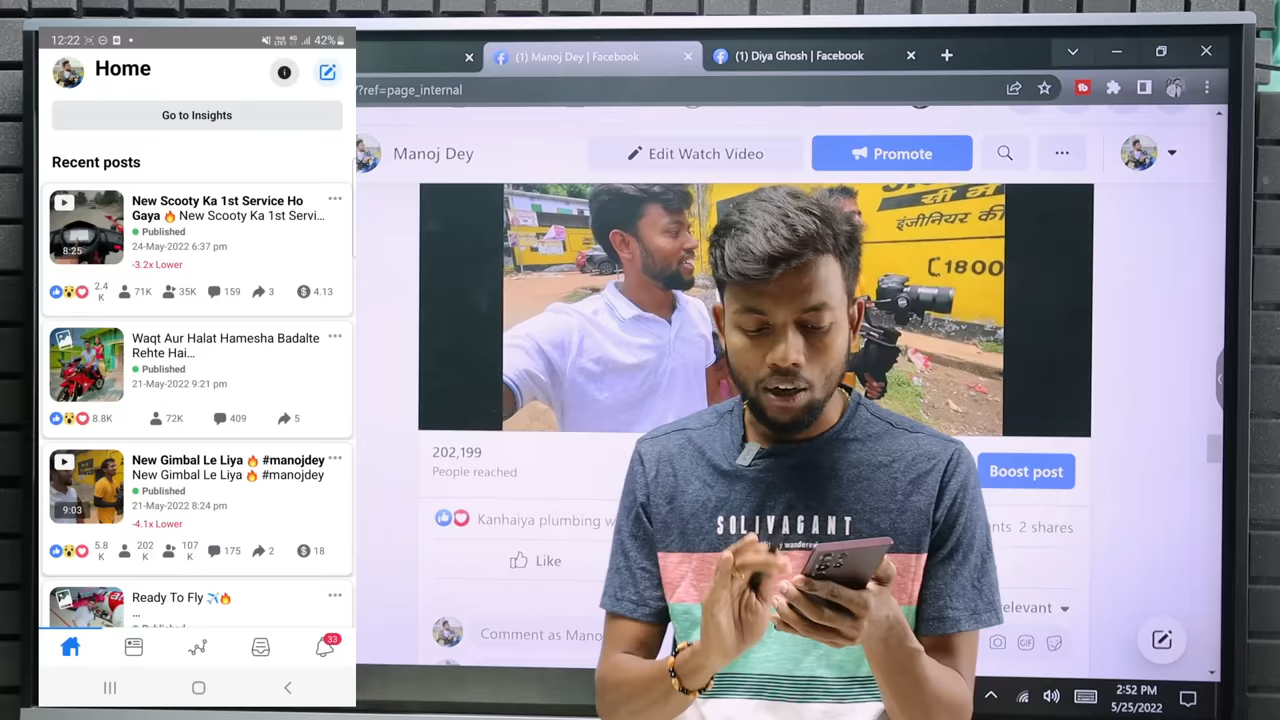 12:22
42%
Home
Go to Insights
Recent posts
New Scooty Ka 1st Service Ho
Gaya 🔥 New Scooty Ka 1st Servi...
Published
24-May-2022 6:37 pm
-3.2x Lower
8:25
2.4K 71K 35K 159 3 4.13
Waqt Aur Halat Hamesha Badalte
Rehte Hai...
Published
21-May-2022 9:21 pm
8.8K 72K 409 5
New Gimbal Le Liya 🔥 #manojdey
New Gimbal Le Liya 🔥 #manojdey
Published
21-May-2022 8:24 pm
-4.1x Lower
9:03
5.8K 202K 107K 175 2 18
Ready To Fly ✈️🔥
...
33
(1) Manoj Dey | Facebook
(1) Diya Ghosh | Facebook
?ref=page_internal
Manoj Dey
Edit Watch Video
Promote
सी म
इंजीनियर की
1800
202,199
People reached
Boost post
Kanhaiya plumbing w
2 shares
Like
Comment as Mano
GIF
SOLIVAGANT
2:52 PM
5/25/2022